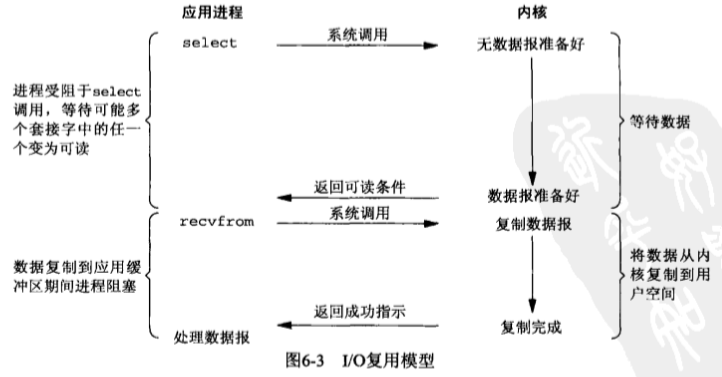 应用进程
内核
select
系统调用
无数据报准备好
进程受阻于select
调用，等待可能多
个套接字中的任一
个变为可读
等待数据
返回可读条件
数据报准备好
recvfrom
系统调用
复制数据报
数据复制到应用缓
冲区期间进程阻塞
将数据从内
核复制到用
户空间
返回成功指示
复制完成
处理数据报
图6-3 I/O复用模型